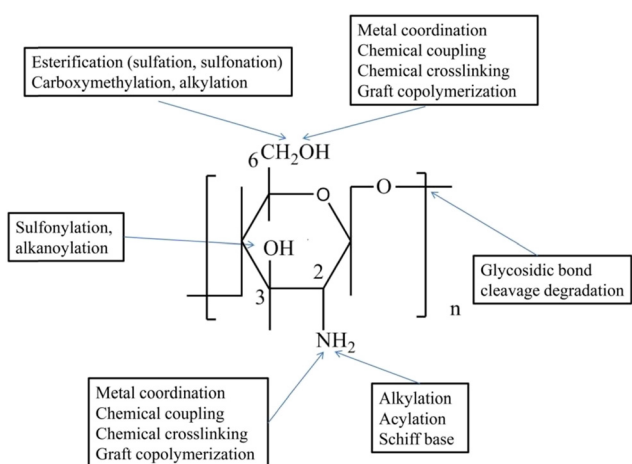 Metal coordination
Chemical coupling
Chemical crosslinking
Graft copolymerization
Esterification (sulfation, sulfonation)
Carboxymethylation, alkylation
6 CH₂OH
O
O
Sulfonylation,
alkanoylation
OH
2
3
Glycosidic bond
cleavage degradation
n
NH₂
Metal coordination
Chemical coupling
Chemical crosslinking
Graft copolymerization
Alkylation
Acylation
Schiff base